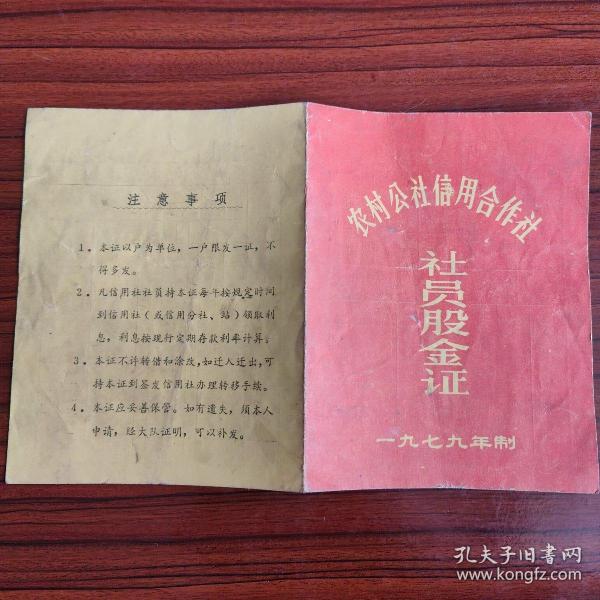 注意事项
1．本证以户为单位，一户限发一证，不
得多发。
2．凡信用社社员持本证每年按规定时间
到信用社（或信用分社、站）领取利
息，利息按现行定期存款利率计算。
3．本证不许转借和涂改，如迁入迁出，可
持本证到签发信用社办理转移手续。
4．本证应妥善保管。如有遗失，须本人
申请，经大队证明，可以补发。
农村公社信用合作社
社员股金证
一九七九年制
孔夫子旧书网
www.kongfz.com